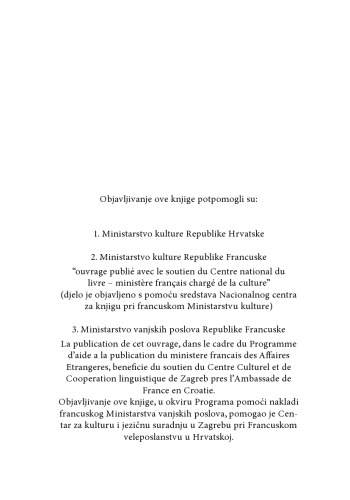 Objavljivanje ove knjige potpomogli su:
1. Ministarstvo kulture Republike Hrvatske
2. Ministarstvo kulture Republike Francuske
“ouvrage publié avec le soutien du Centre national du
livre – ministère français chargé de la culture”
(djelo je objavljeno s pomoću sredstava Nacionalnog centra
za knjigu pri francuskom Ministarstvu kulture)
3. Ministarstvo vanjskih poslova Republike Francuske
La publication de cet ouvrage, dans le cadre du Programme
d’aide a la publication du ministere francais des Affaires
Etrangeres, beneficie du soutien du Centre Culturel et de
Cooperation linguistique de Zagreb pres l’Ambassade de
France en Croatie.
Objavljivanje ove knjige, u okviru Programa pomoći nakladi
francuskog Ministarstva vanjskih poslova, pomogao je Cen-
tar za kulturu i jezičnu suradnju u Zagrebu pri Francuskom
veleposlanstvu u Hrvatskoj.